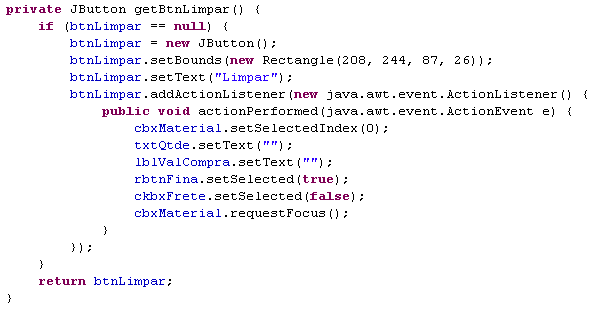 private JButton getBtnLimpar() {
    if (btnLimpar == null) {
        btnLimpar = new JButton();
        btnLimpar.setBounds(new Rectangle(208, 244, 87, 26));
        btnLimpar.setText("Limpar");
        btnLimpar.addActionListener(new java.awt.event.ActionListener() {
            public void actionPerformed(java.awt.event.ActionEvent e) {
                cbxMaterial.setSelectedIndex(0);
                txtQtde.setText("");
                lblValCompra.setText("");
                rbtnFina.setSelected(true);
                ckbxFrete.setSelected(false);
                cbxMaterial.requestFocus();
            }
        });
    }
    return btnLimpar;
}